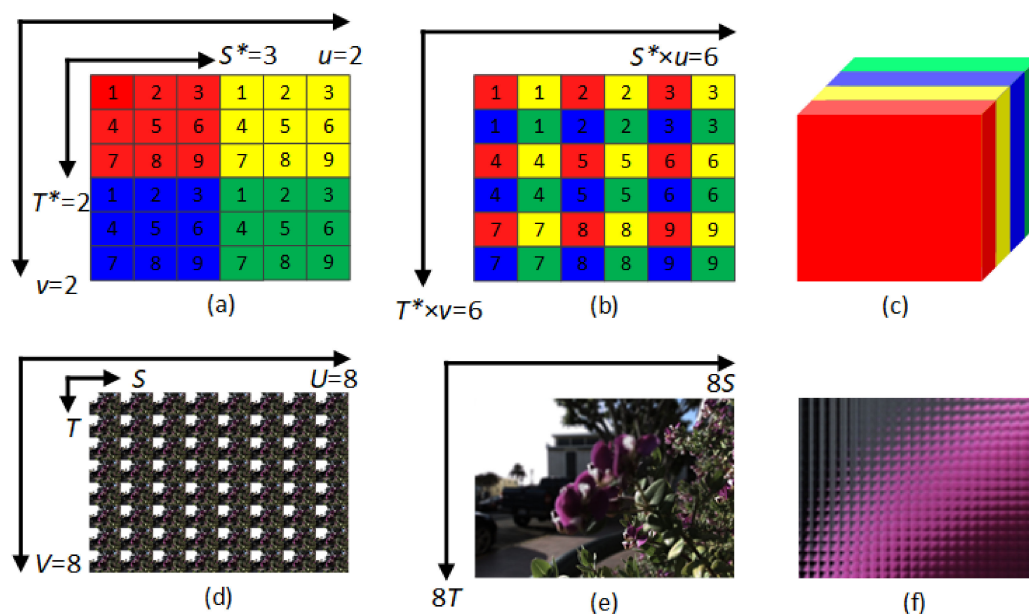 S*=3 u=2
1 2 3 1 2 3
4 5 6 4 5 6
7 8 9 7 8 9
T*=2
1 2 3 1 2 3
4 5 6 4 5 6
7 8 9 7 8 9
v=2
(a)
S*×u=6
1 1 2 2 3 3
1 1 2 2 3 3
4 4 5 5 6 6
4 4 5 5 6 6
7 7 8 8 9 9
7 7 8 8 9 9
T*×v=6
(b)
(c)
S U=8
T
V=8
(d)
8S
8T
(e)
(f)